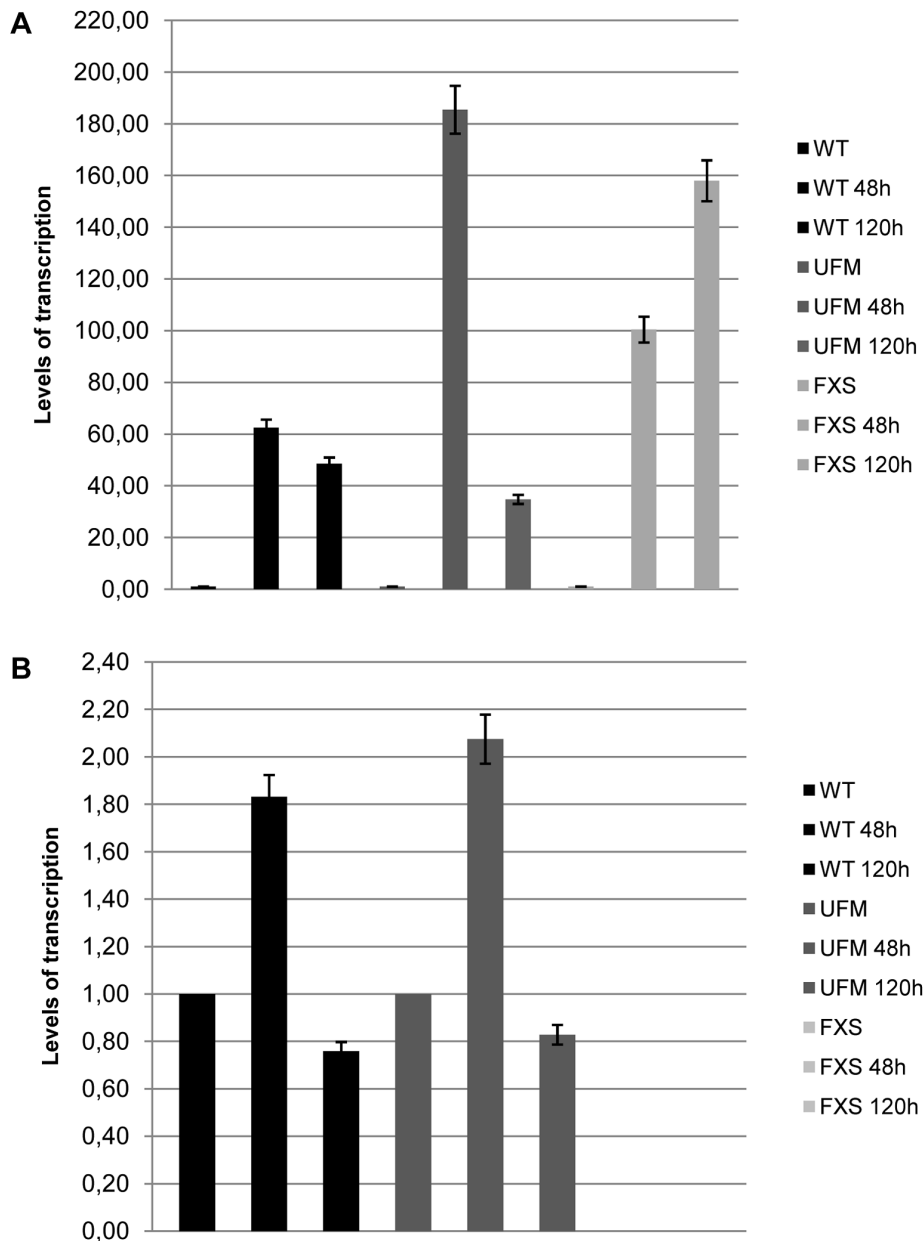 A
Levels of transcription
220,00
200,00
180,00
160,00
140,00
120,00
100,00
80,00
60,00
40,00
20,00
0,00
WT
WT 48h
WT 120h
UFM
UFM 48h
UFM 120h
FXS
FXS 48h
FXS 120h
B
Levels of transcription
2,40
2,20
2,00
1,80
1,60
1,40
1,20
1,00
0,80
0,60
0,40
0,20
0,00
WT
WT 48h
WT 120h
UFM
UFM 48h
UFM 120h
FXS
FXS 48h
FXS 120h